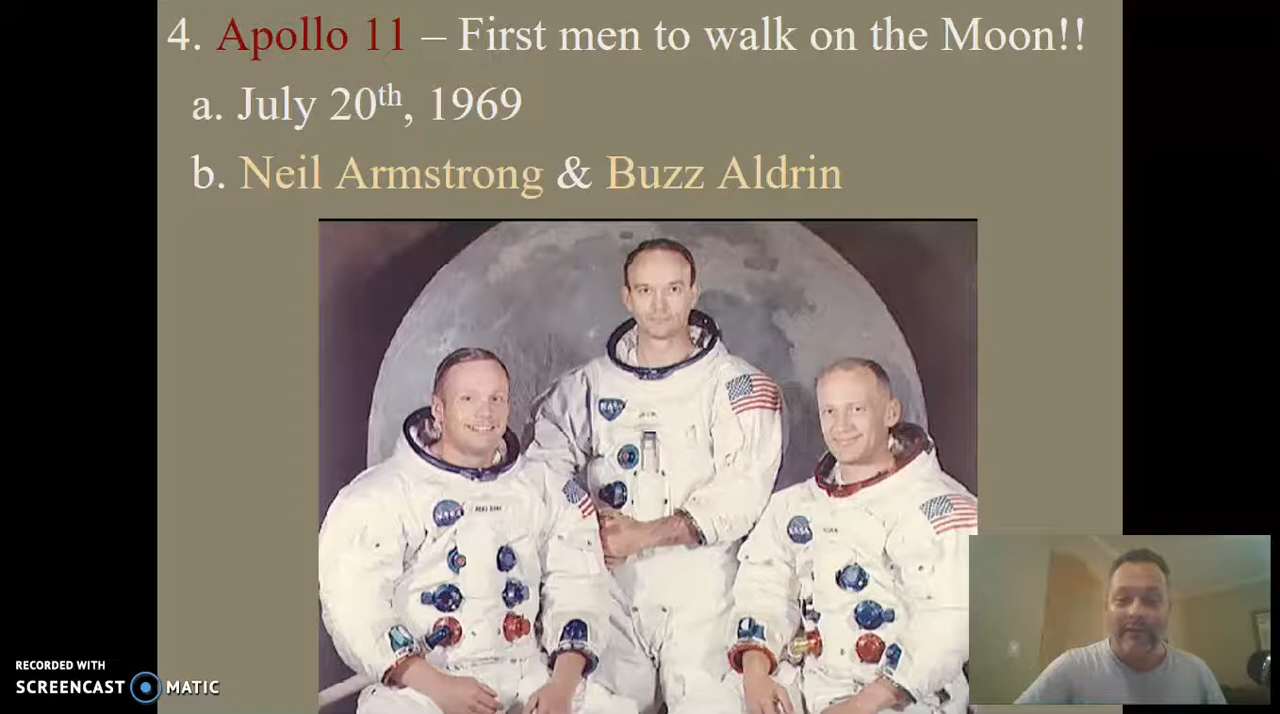 4. Apollo 11 – First men to walk on the Moon!!
a. July 20th, 1969
b. Neil Armstrong & Buzz Aldrin
NASA
NASA
RECORDED WITH
SCREENCAST MATIC